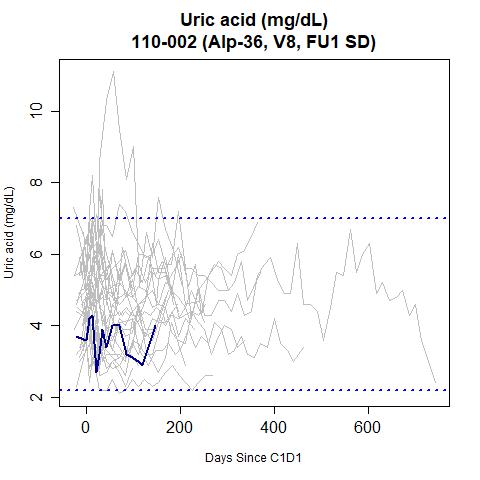 Uric acid (mg/dL)
110-002 (Alp-36, V8, FU1 SD)
Uric acid (mg/dL)
10
8
6
4
2
0 200 400 600
Days Since C1D1